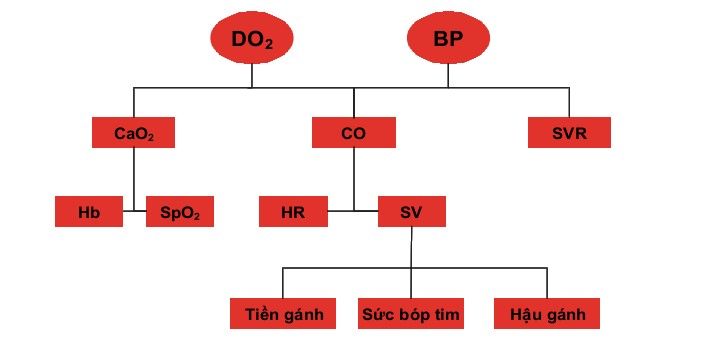 DO₂
BP
CaO₂
CO
SVR
Hb
SpO₂
HR
SV
Tiền gánh
Sức bóp tim
Hậu gánh